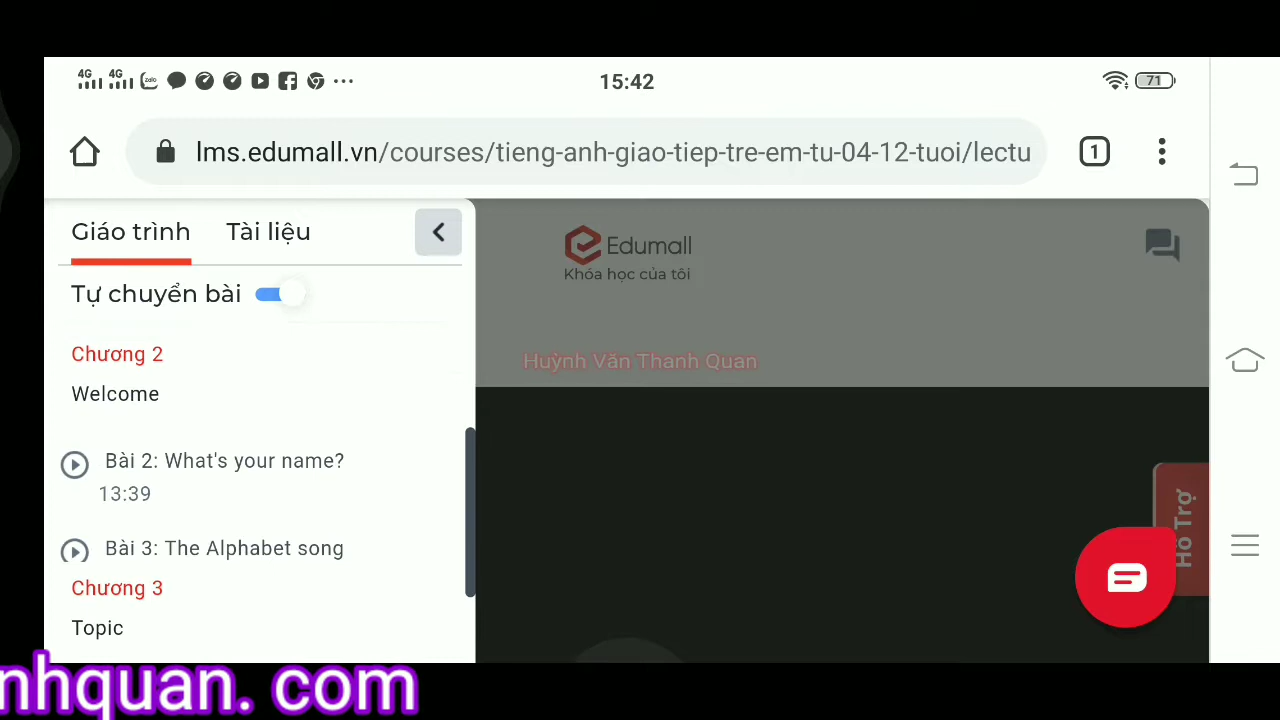 4G 4G Zalo 15:42 71
lms.edumall.vn/courses/tieng-anh-giao-tiep-tre-em-tu-04-12-tuoi/lectu 1
Giáo trình Tài liệu
Edumall
Khóa học của tôi
Tự chuyển bài
Chương 2
Huỳnh Văn Thanh Quan
Welcome
Bài 2: What's your name?
13:39
Hỗ Trợ
Bài 3: The Alphabet song
Chương 3
Topic
nhquan. com